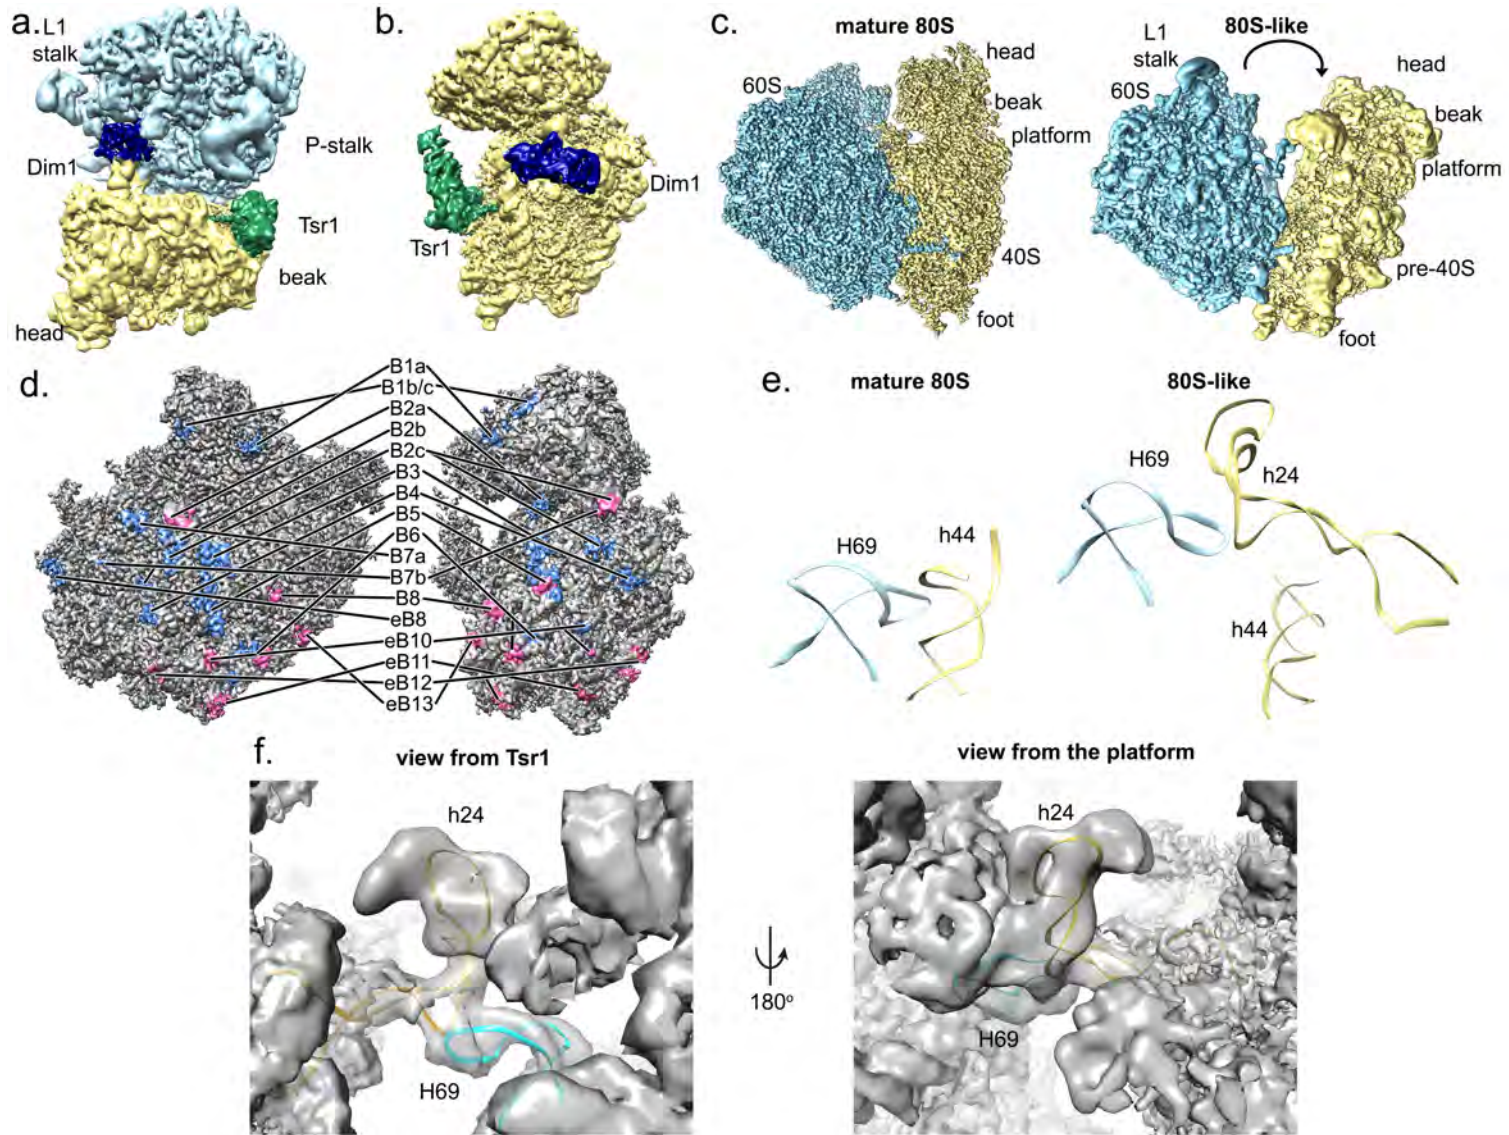 a. L1
stalk
Dim1
P-stalk
Tsr1
beak
head
b.
Dim1
Tsr1
c.
mature 80S
60S
head
beak
platform
40S
foot
80S-like
L1
stalk
60S
head
beak
platform
pre-40S
foot
d.
B1a
B1b/c
B2a
B2b
B2c
B3
B4
B5
B6
B7a
B7b
B8
eB8
eB10
eB11
eB12
eB13
e.
mature 80S
H69
h44
80S-like
H69
h24
h44
f.
view from Tsr1
h24
H69
180º
view from the platform
h24
H69